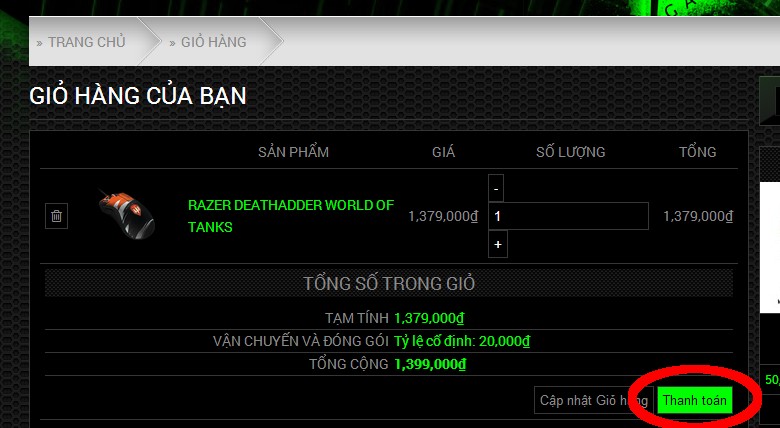 » TRANG CHỦ » GIỎ HÀNG
GIỎ HÀNG CỦA BẠN
SẢN PHẨM GIÁ SỐ LƯỢNG TỔNG
-
RAZER DEATHADDER WORLD OF
TANKS
1,379,000₫ 1 1,379,000₫
+
TỔNG SỐ TRONG GIỎ
TẠM TÍNH 1,379,000₫
VẬN CHUYỂN VÀ ĐÓNG GÓI Tỷ lệ cố định: 20,000₫
TỔNG CỘNG 1,399,000₫
50,
Cập nhật Giỏ hàng Thanh toán